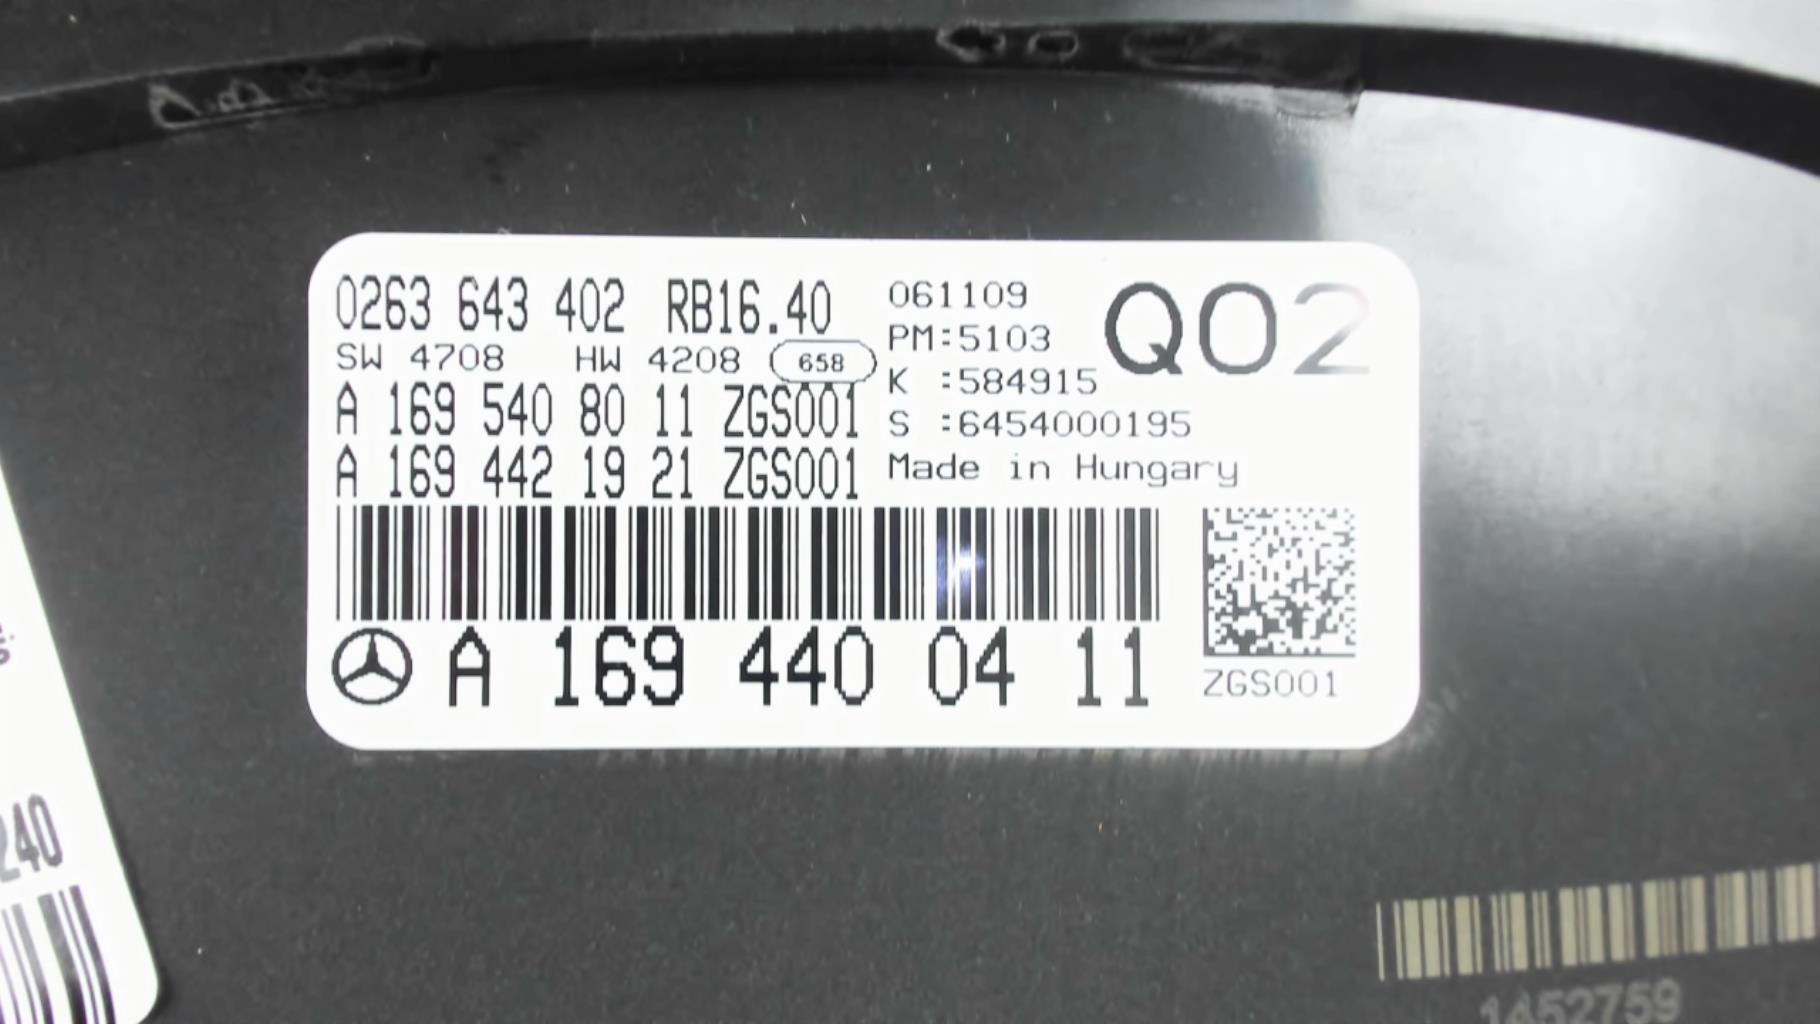 0263 643 402 RB16.40
SW 4708 HW 4208 658
A 169 540 80 11 ZGS001
A 169 442 19 21 ZGS001
061109
PM:5103
K :584915
S :6454000195
Made in Hungary
Q02
A 169 440 04 11
ZGS001
240
1452759